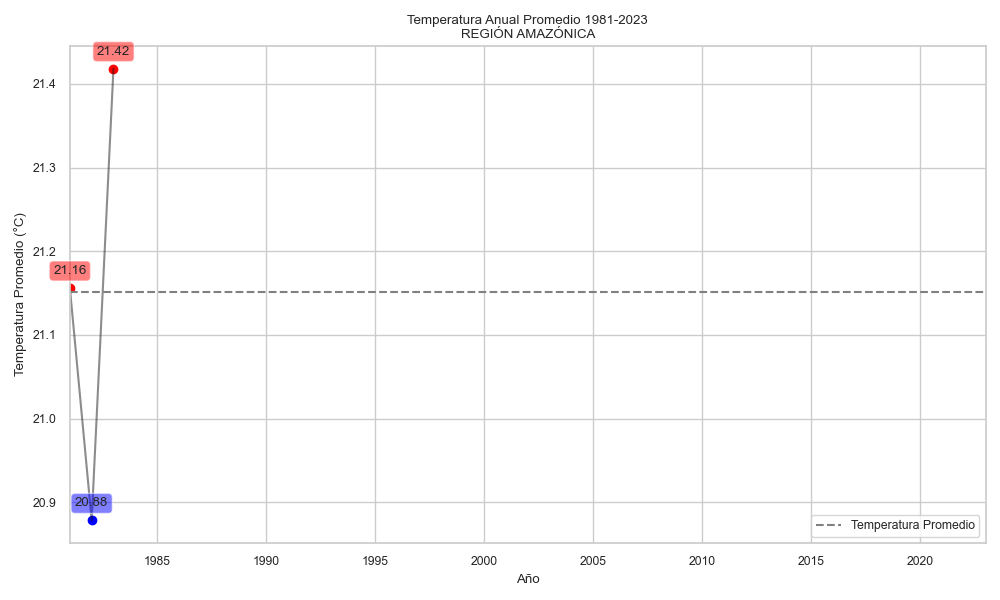 Temperatura Anual Promedio 1981-2023
REGIÓN AMAZÓNICA
21.42
21.16
20.88
Temperatura Promedio (°C)
21.4
21.3
21.2
21.1
21.0
20.9
Temperatura Promedio
1985 1990 1995 2000 2005 2010 2015 2020
Año